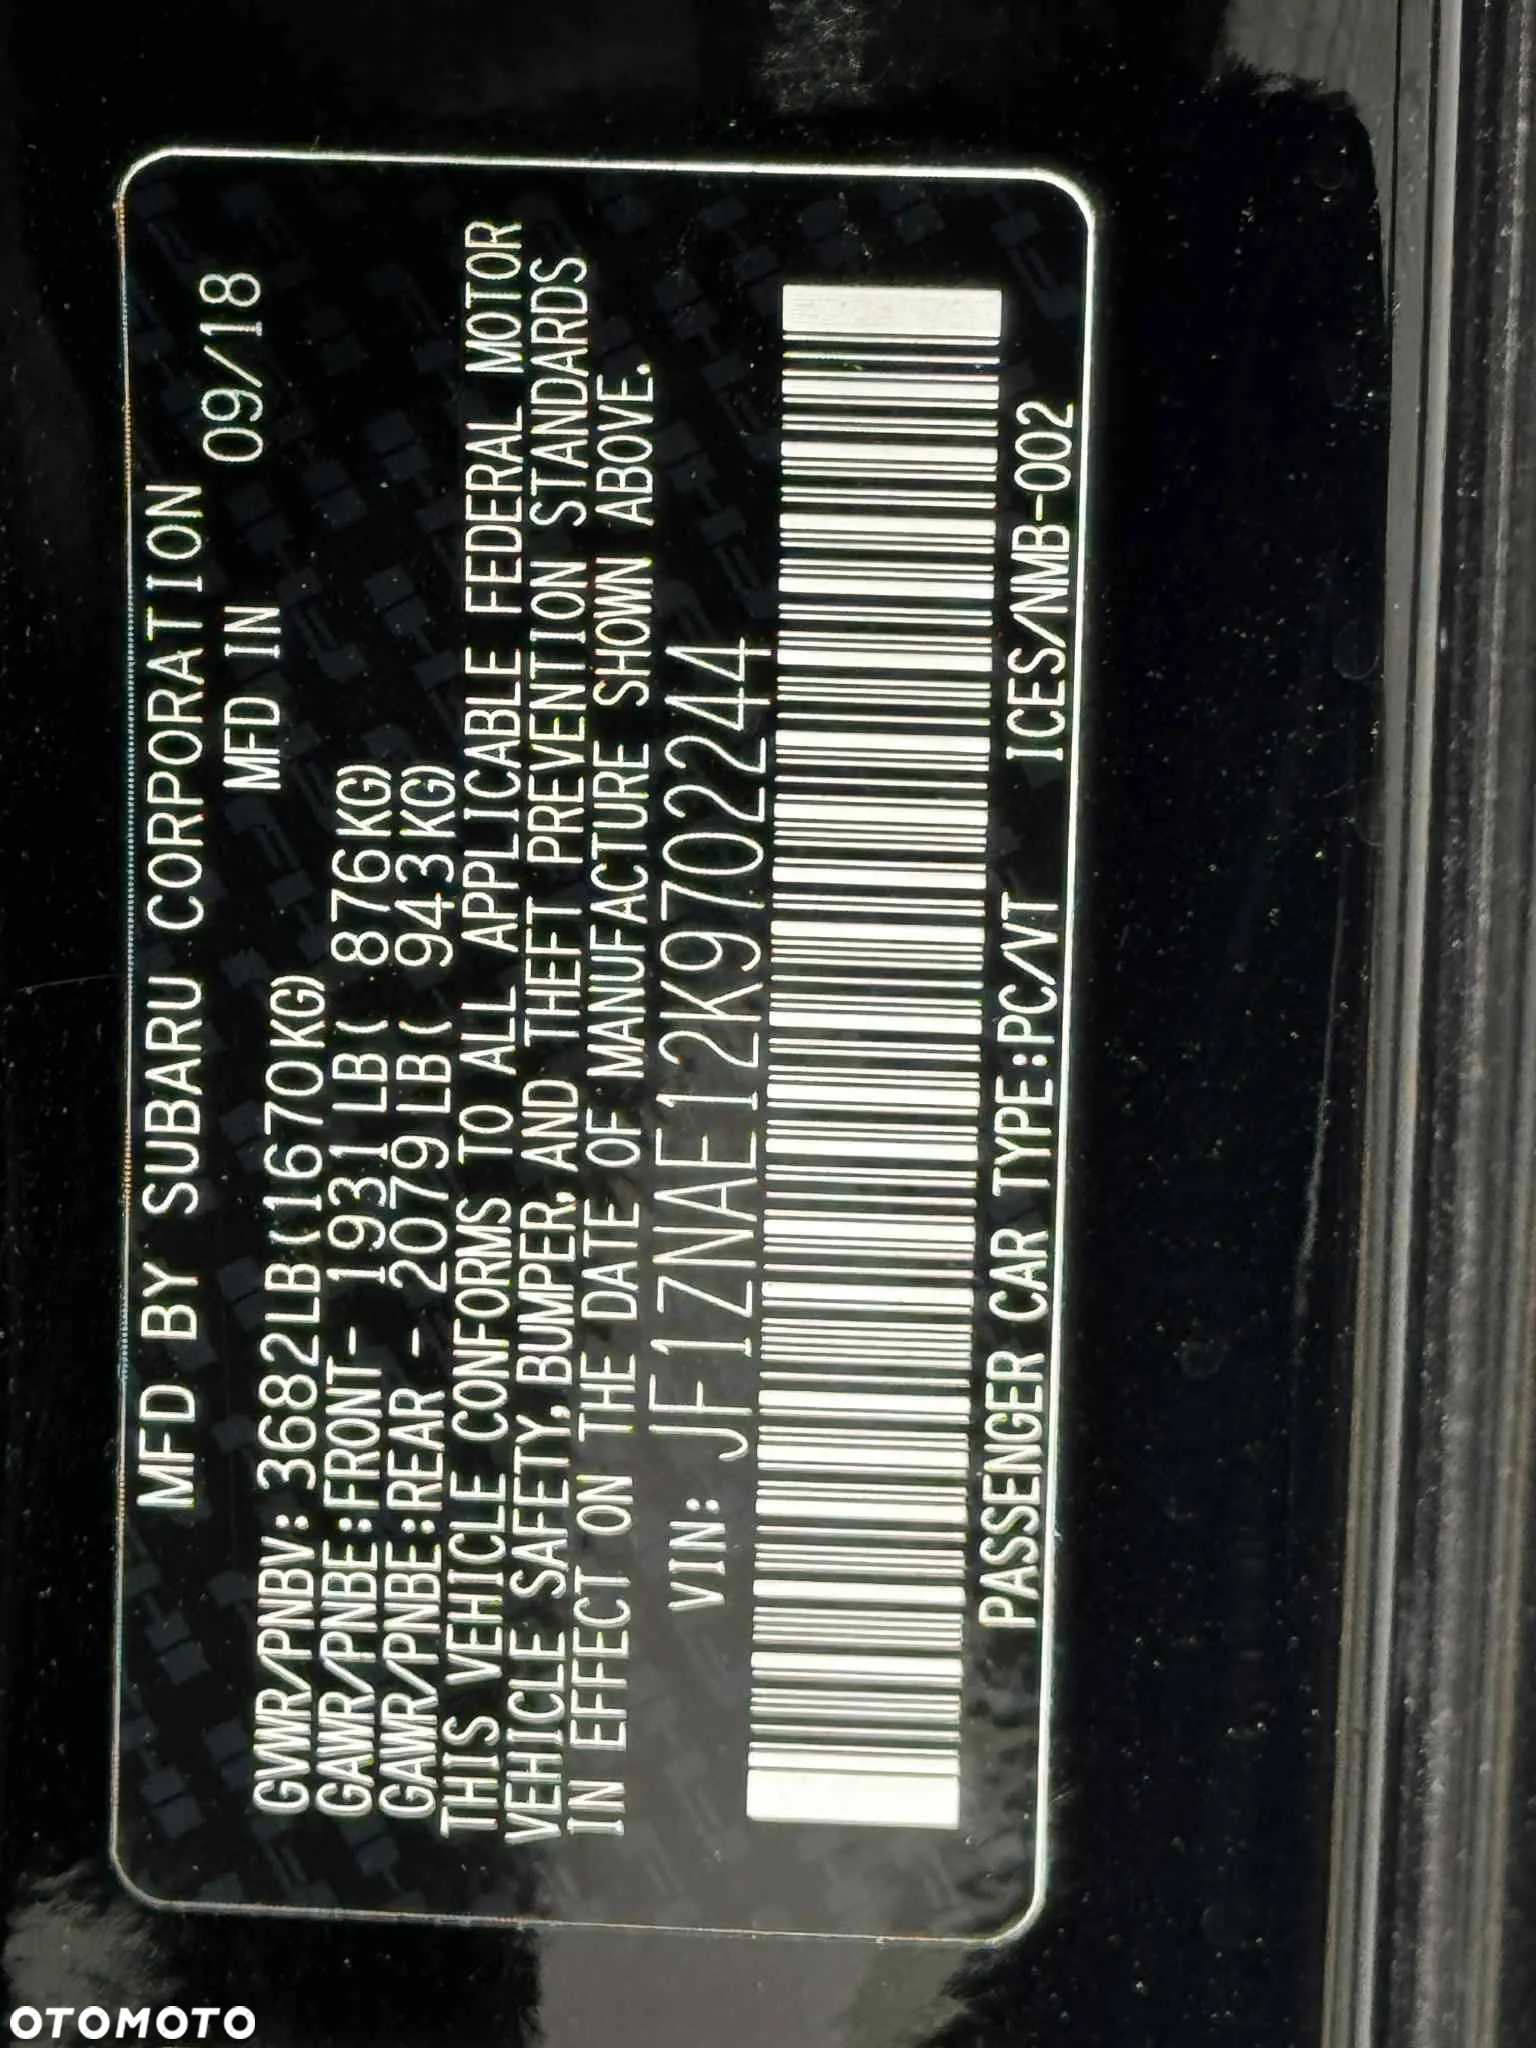 MFD BY SUBARU CORPORATION 09/18
MFD IN
GVWR/PNBV: 3682LB(1670KG)
GAWR/PNBE:FRONT- 1931LB( 876KG)
GAWR/PNBE:REAR - 2079LB( 943KG)
THIS VEHICLE CONFORMS TO ALL APPLICABLE FEDERAL MOTOR
VEHICLE SAFETY,BUMPER,AND THEFT PREVENTION STANDARDS
IN EFFECT ON THE DATE OF MANUFACTURE SHOWN ABOVE.
VIN: JF1ZNAE12K9702244
PASSENGER CAR TYPE:PC/VT ICES/NMB-002
OTOMOTO